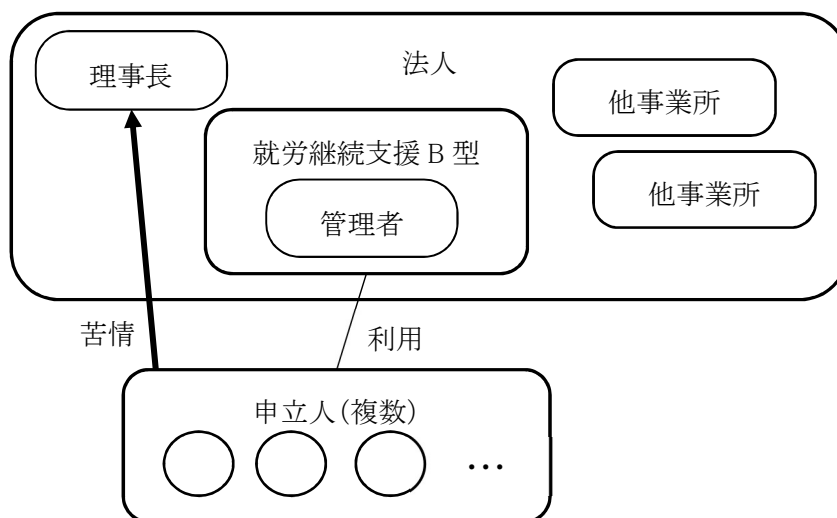 法人
理事長
他事業所
就労継続支援 B 型
他事業所
管理者
苦情
利用
申立人(複数)
…